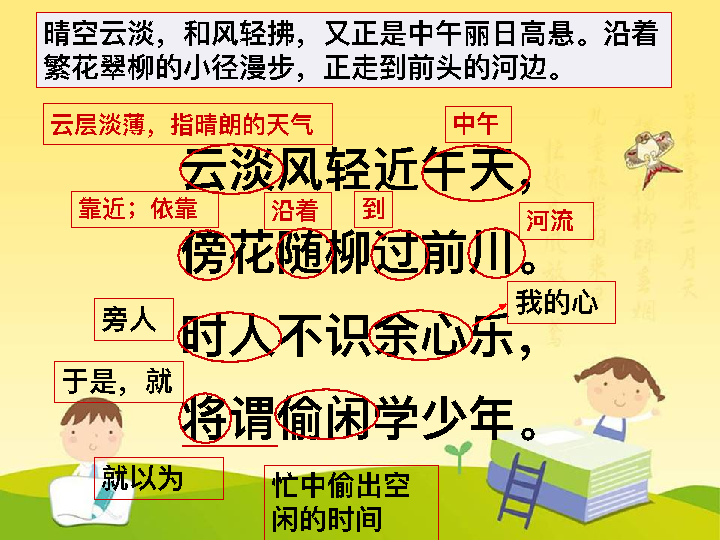 晴空云淡，和风轻拂，又正是中午丽日高悬。沿着
繁花翠柳的小径漫步，正走到前头的河边。
云层淡薄，指晴朗的天气
中午
云淡风轻近午天，
靠近；依靠
沿着
到
河流
傍花随柳过前川。
我的心
旁人
时人不识余心乐，
于是，就
将谓偷闲学少年。
就以为
忙中偷出空
闲的时间